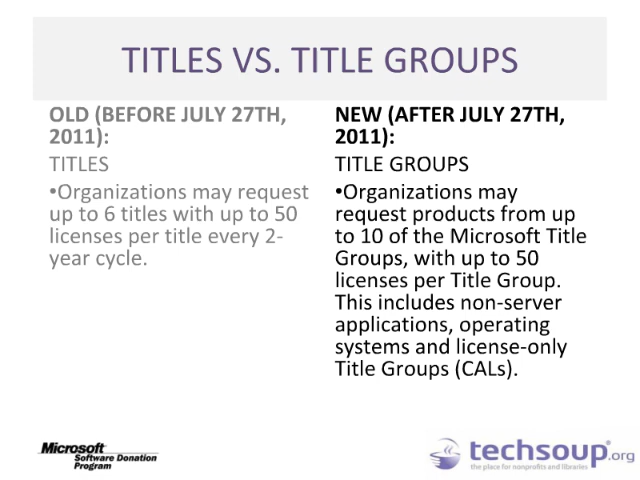 TITLES VS. TITLE GROUPS
OLD (BEFORE JULY 27TH,
2011):
TITLES
•Organizations may request
up to 6 titles with up to 50
licenses per title every 2-
year cycle.
NEW (AFTER JULY 27TH,
2011):
TITLE GROUPS
•Organizations may
request products from up
to 10 of the Microsoft Title
Groups, with up to 50
licenses per Title Group.
This includes non-server
applications, operating
systems and license-only
Title Groups (CALs).
Microsoft
Software Donation
Program
techsoup®.org
the place for nonprofits and libraries